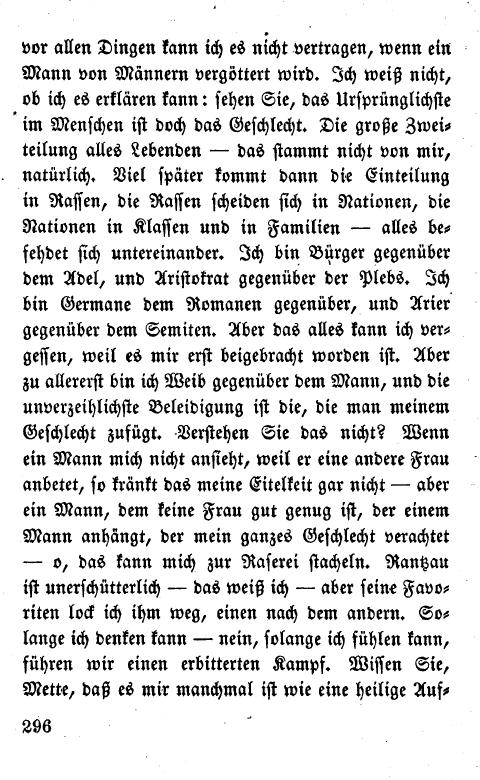 vor allen Dingen kann ich es nicht vertragen, wenn ein
Mann von Männern vergöttert wird. Ich weiß nicht,
ob ich es erklären kann: sehen Sie, das Ursprünglichste
im Menschen ist doch das Geschlecht. Die große Zwei-
teilung alles Lebenden — das stammt nicht von mir,
natürlich. Viel später kommt dann die Einteilung
in Rassen, die Rassen scheiden sich in Nationen, die
Nationen in Klassen und in Familien — alles be-
fehdet sich untereinander. Ich bin Bürger gegenüber
dem Adel, und Aristokrat gegenüber der Plebs. Ich
bin Germane dem Romanen gegenüber, und Arier
gegenüber dem Semiten. Aber das alles kann ich ver-
gessen, weil es mir erst beigebracht worden ist. Aber
zu allererst bin ich Weib gegenüber dem Mann, und die
unverzeihlichste Beleidigung ist die, die man meinem
Geschlecht zufügt. Verstehen Sie das nicht? Wenn
ein Mann mich nicht ansieht, weil er eine andere Frau
anbetet, so kränkt das meine Eitelkeit gar nicht — aber
ein Mann, dem keine Frau gut genug ist, der einem
Mann anhängt, der mein ganzes Geschlecht verachtet
— o, das kann mich zur Raserei stacheln. Rantzau
ist unerschütterlich — das weiß ich — aber seine Favo-
riten lock ich ihm weg, einen nach dem andern. So-
lange ich denken kann — nein, solange ich fühlen kann,
führen wir einen erbitterten Kampf. Wissen Sie,
Mette, daß es mir manchmal ist wie eine heilige Auf-
296